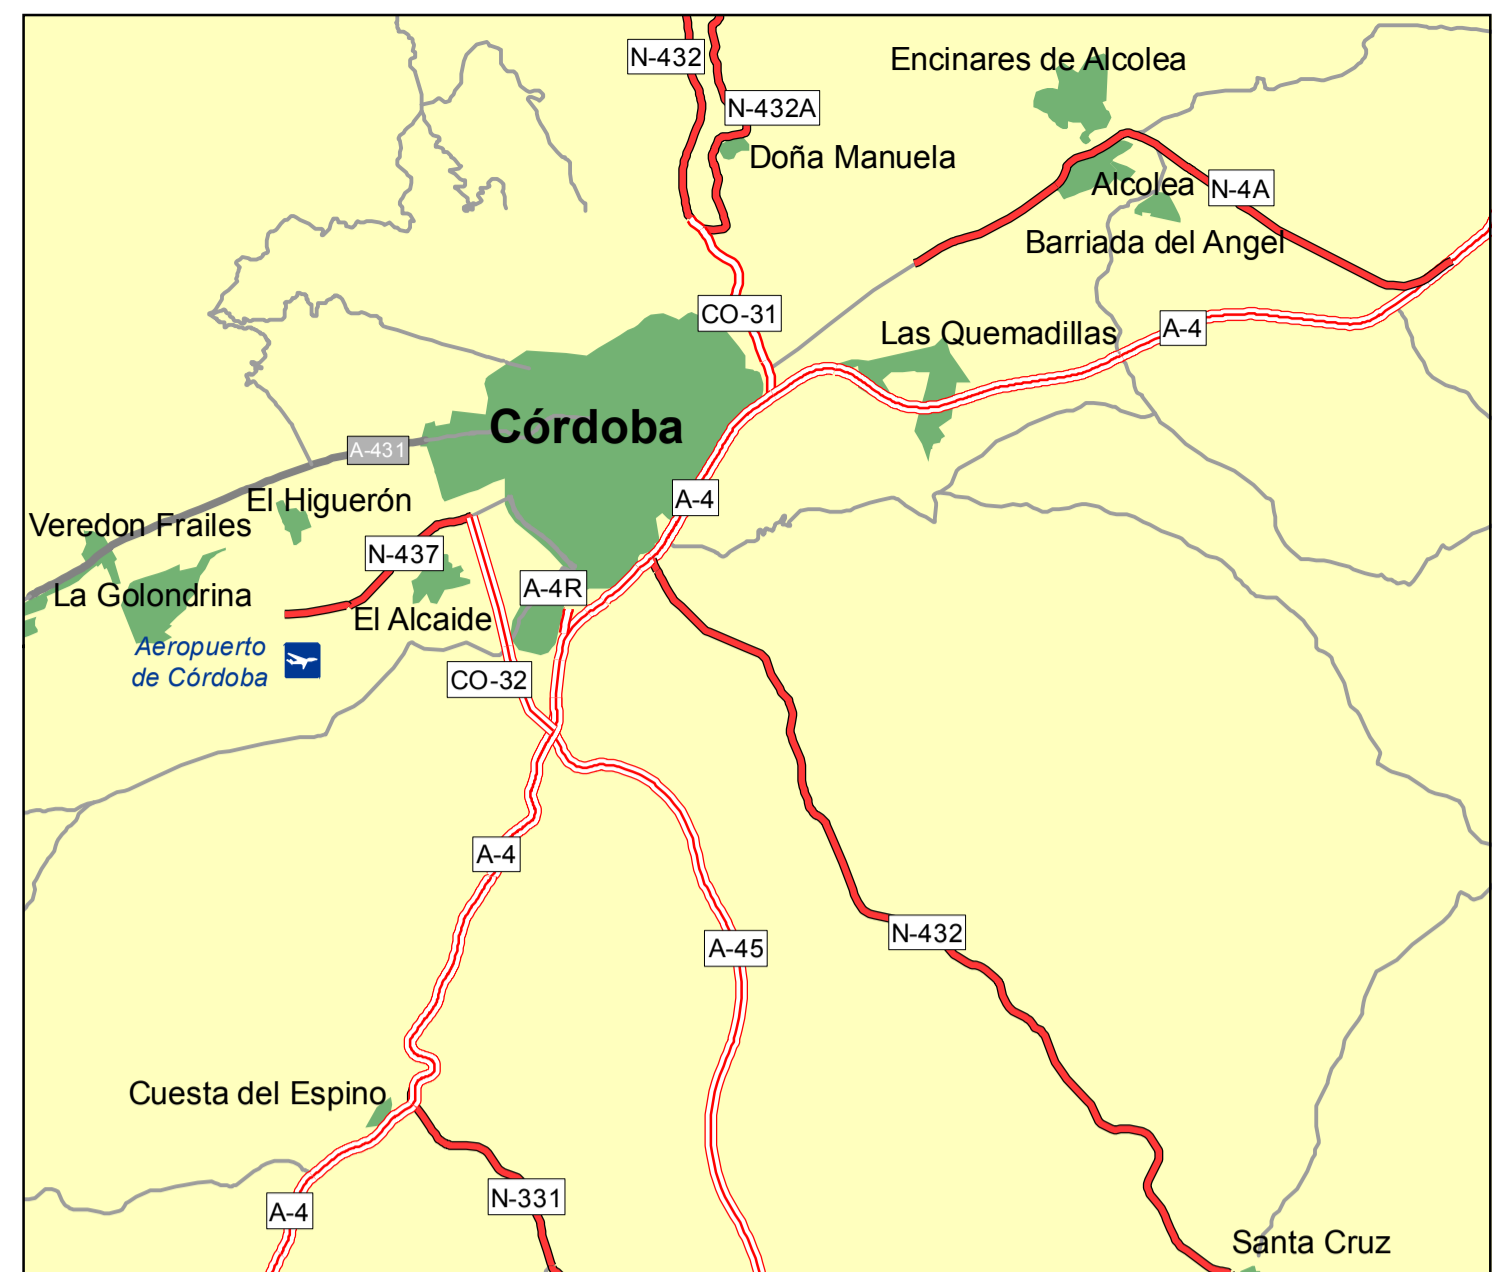 N-432
Encinares de Alcolea
N-432A
Doña Manuela
Alcolea
N-4A
Barriada del Angel
CO-31
Las Quemadillas
A-4
Córdoba
A-431
El Higuerón
A-4
Veredon Frailes
N-437
La Golondrina
A-4R
El Alcaide
Aeropuerto
de Córdoba
CO-32
A-4
N-432
A-45
Cuesta del Espino
N-331
A-4
Santa Cruz